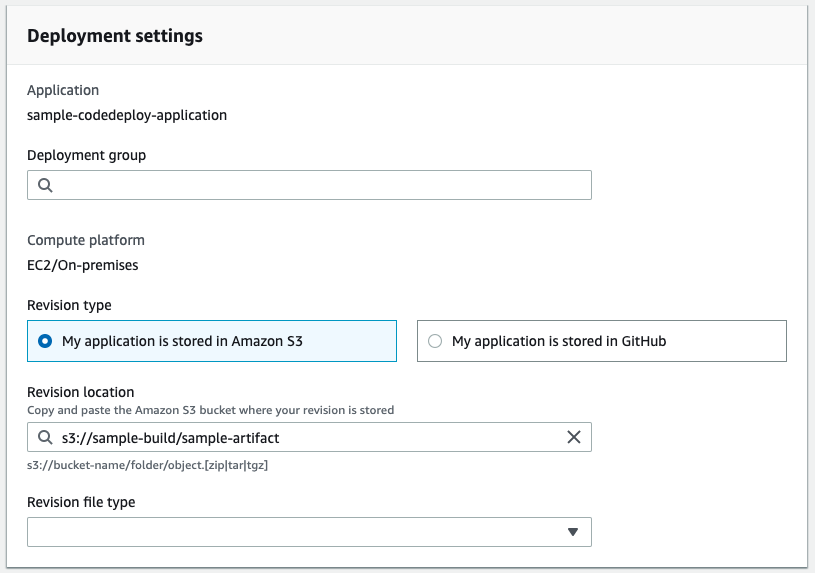 Deployment settings
Application
sample-codedeploy-application
Deployment group
Compute platform
EC2/On-premises
Revision type
My application is stored in Amazon S3
My application is stored in GitHub
Revision location
Copy and paste the Amazon S3 bucket where your revision is stored
s3://sample-build/sample-artifact
s3://bucket-name/folder/object.[zip|tar|tgz]
Revision file type